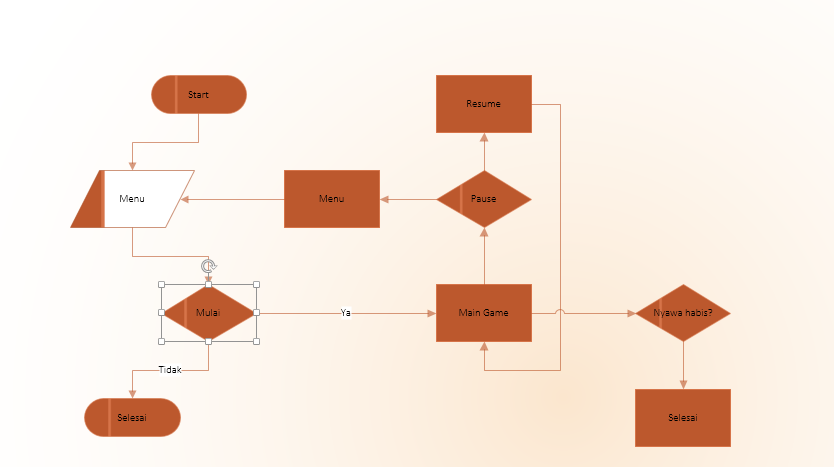 Start
Resume
Menu
Menu
Pause
Mulai
Ya
Main Game
Nyawa habis?
Tidak
Selesai
Selesai